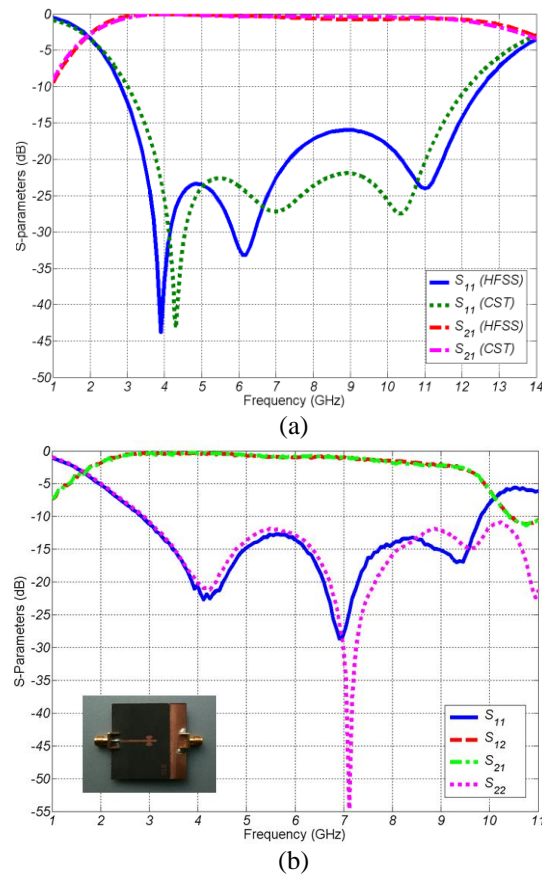 0
-5
-10
-15
-20
-25
-30
-35
-40
-45
-50
S-parameters (dB)
S11 (HFSS)
S11 (CST)
S21 (HFSS)
S21 (CST)
1 2 3 4 5 6 7 8 9 10 11 12 13 14
Frequency (GHz)
(a)
0
-5
-10
-15
-20
-25
-30
-35
-40
-45
-50
-55
S-Parameters (dB)
S11
S12
S21
S22
1 2 3 4 5 6 7 8 9 10 11
Frequency (GHz)
(b)